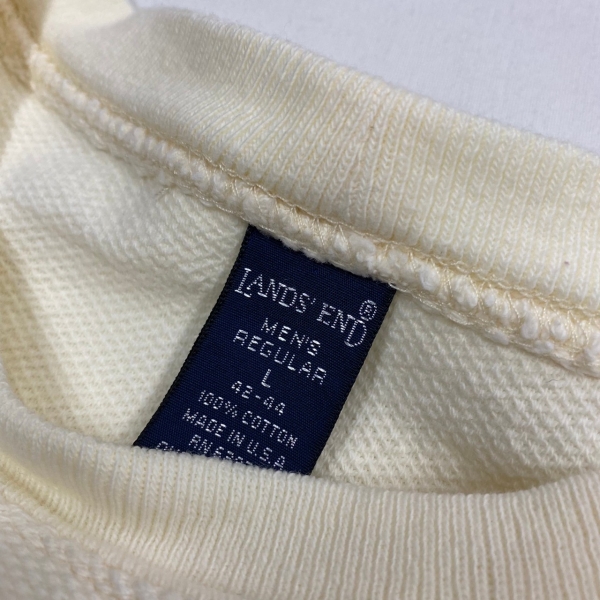 LANDS' END®
MEN'S
REGULAR
L
42-44
100% COTTON
MADE IN U.S.A